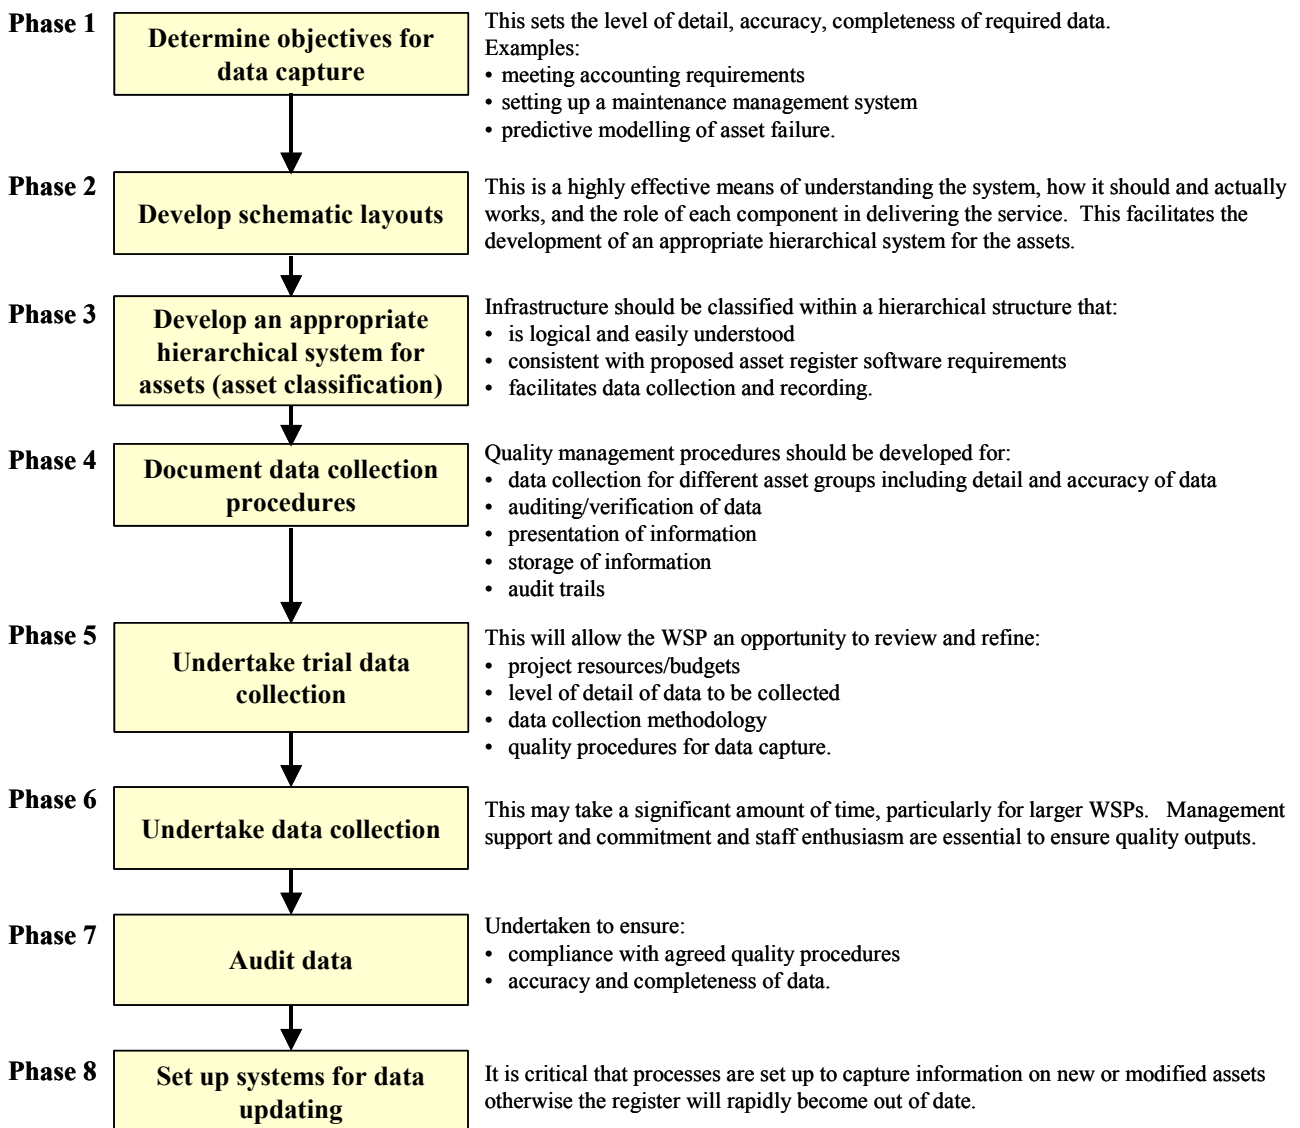 Phase 1
Determine objectives for
data capture
This sets the level of detail, accuracy, completeness of required data.
Examples:
• meeting accounting requirements
• setting up a maintenance management system
• predictive modelling of asset failure.
Phase 2
Develop schematic layouts
This is a highly effective means of understanding the system, how it should and actually
works, and the role of each component in delivering the service. This facilitates the
development of an appropriate hierarchical system for the assets.
Phase 3
Develop an appropriate
hierarchical system for
assets (asset classification)
Infrastructure should be classified within a hierarchical structure that:
• is logical and easily understood
• consistent with proposed asset register software requirements
• facilitates data collection and recording.
Phase 4
Document data collection
procedures
Quality management procedures should be developed for:
• data collection for different asset groups including detail and accuracy of data
• auditing/verification of data
• presentation of information
• storage of information
• audit trails
Phase 5
Undertake trial data
collection
This will allow the WSP an opportunity to review and refine:
• project resources/budgets
• level of detail of data to be collected
• data collection methodology
• quality procedures for data capture.
Phase 6
Undertake data collection
This may take a significant amount of time, particularly for larger WSPs. Management
support and commitment and staff enthusiasm are essential to ensure quality outputs.
Phase 7
Audit data
Undertaken to ensure:
• compliance with agreed quality procedures
• accuracy and completeness of data.
Phase 8
Set up systems for data
updating
It is critical that processes are set up to capture information on new or modified assets
otherwise the register will rapidly become out of date.